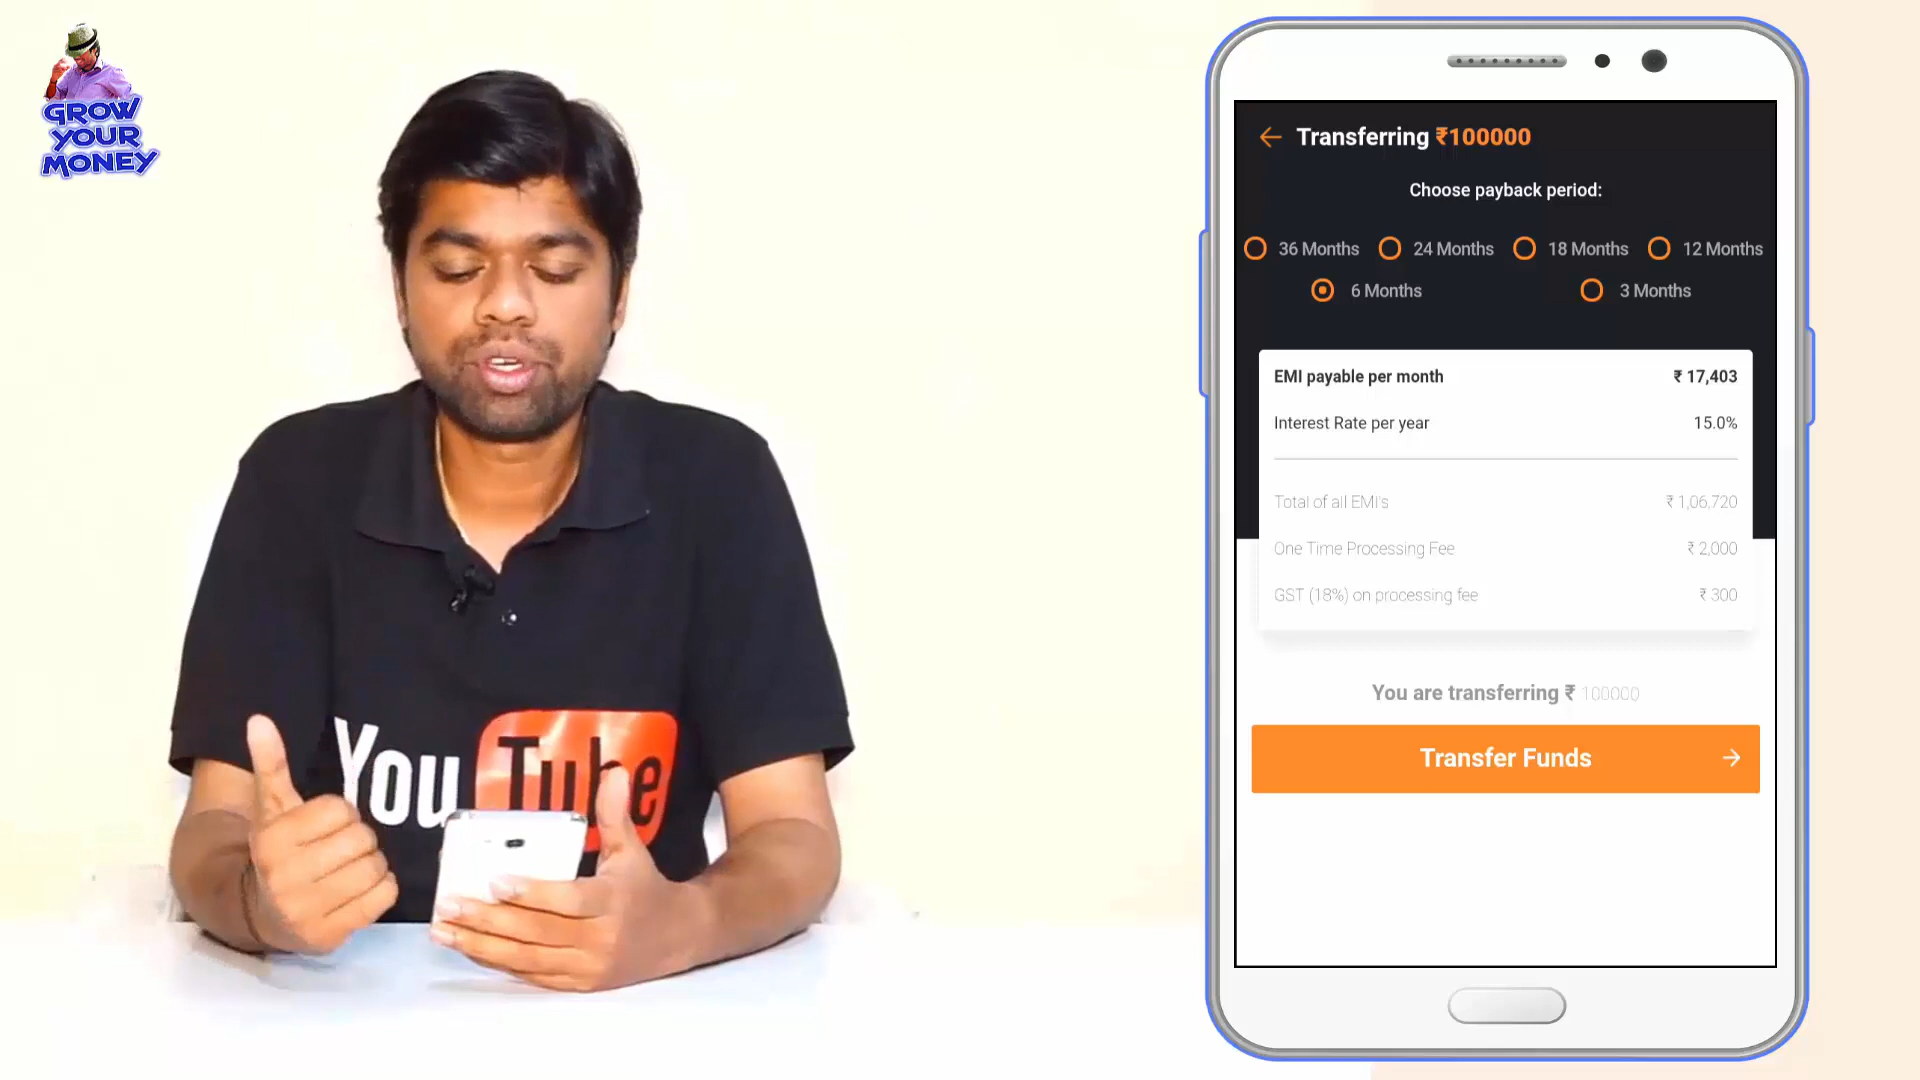 GROW
YOUR
MONEY
YouTube
Transferring ₹100000
Choose payback period:
36 Months 24 Months 18 Months 12 Months
6 Months 3 Months
EMI payable per month ₹ 17,403
Interest Rate per year 15.0%
Total of all EMI's ₹ 1,06,720
One Time Processing Fee ₹ 2,000
GST (18%) on processing fee ₹ 300
You are transferring ₹ 100000
Transfer Funds